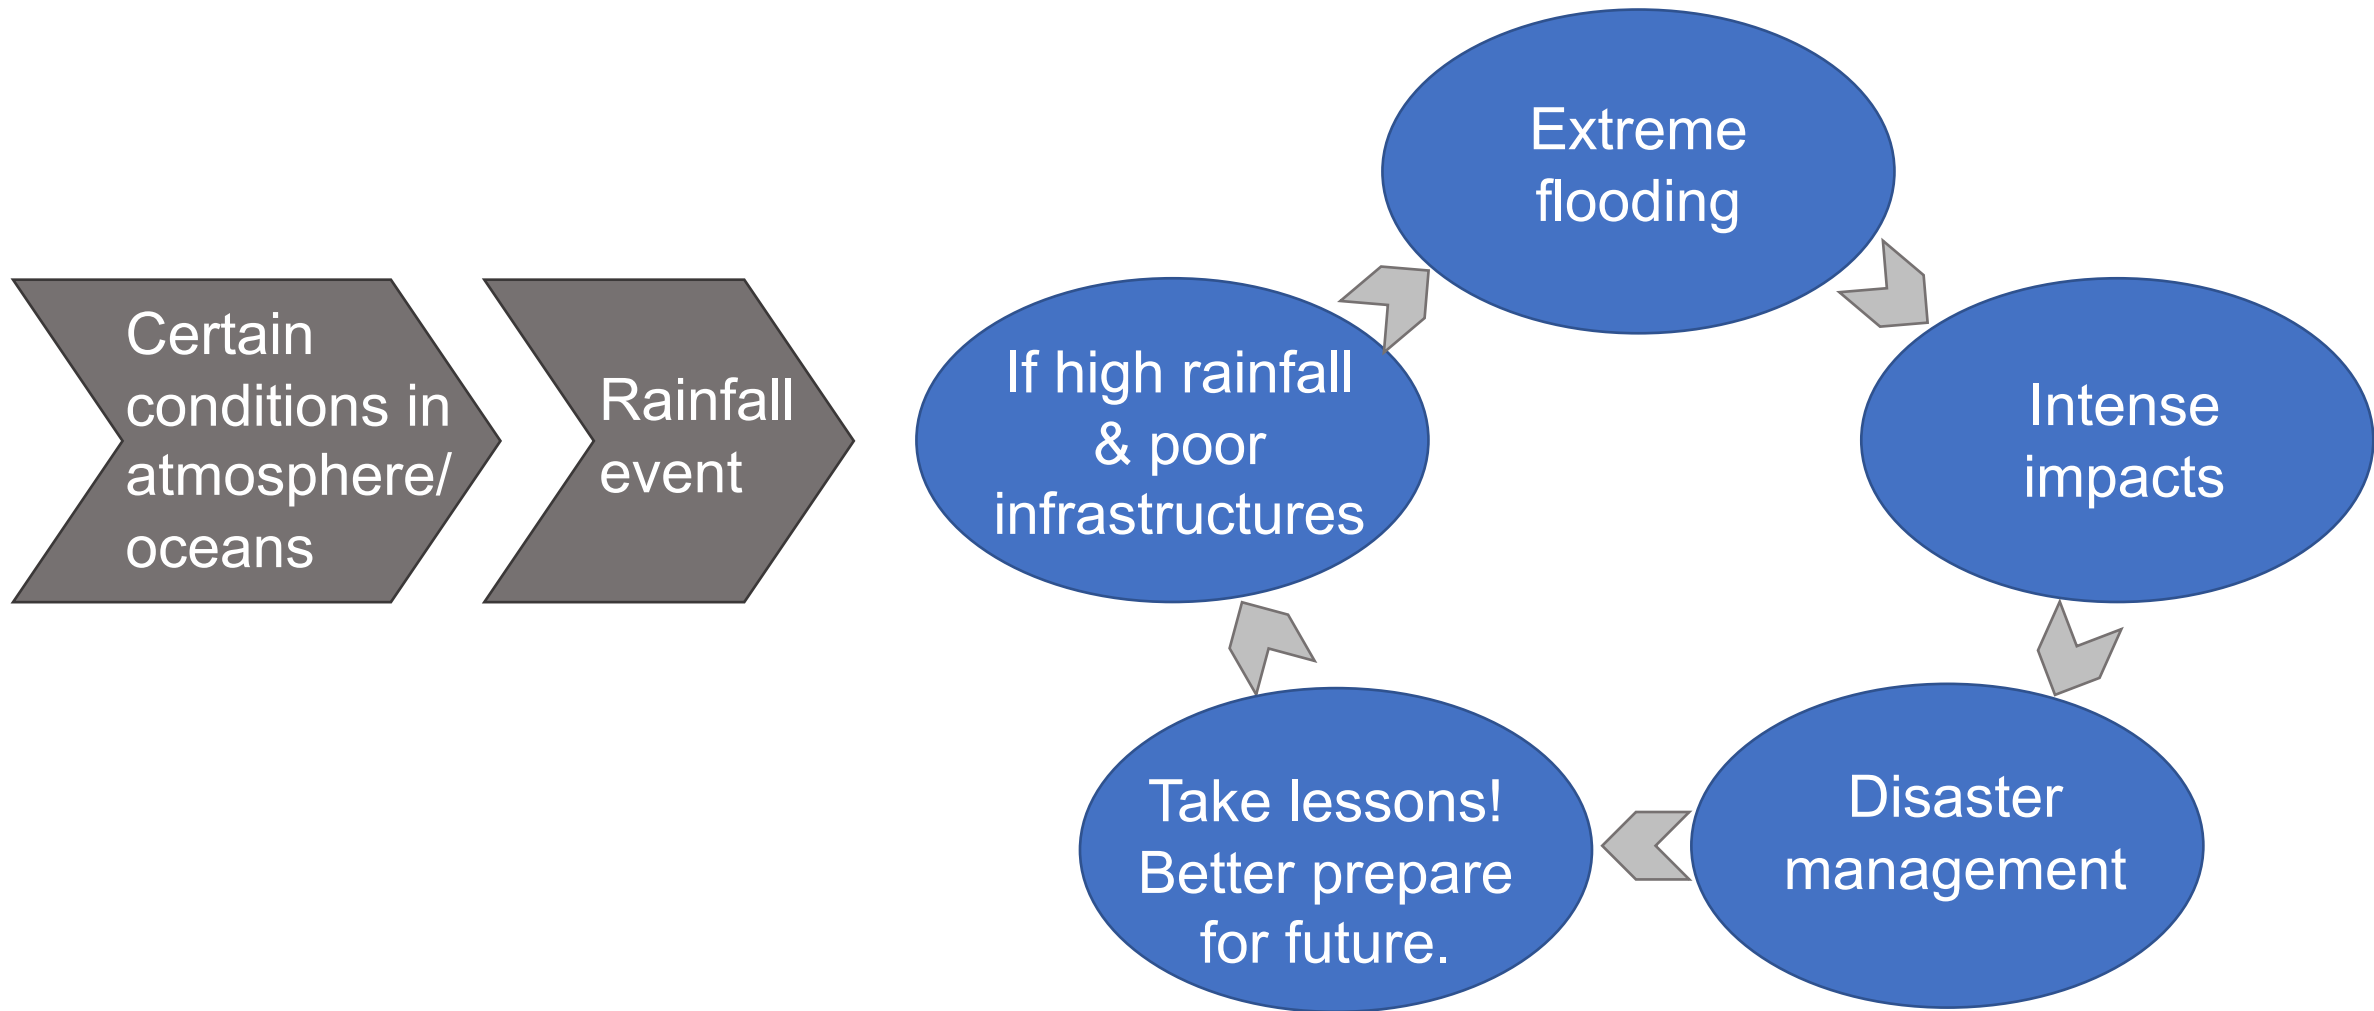 Certain
conditions in
atmosphere/
oceans
Rainfall
event
If high rainfall
& poor
infrastructures
Extreme
flooding
Intense
impacts
Disaster
management
Take lessons!
Better prepare
for future.